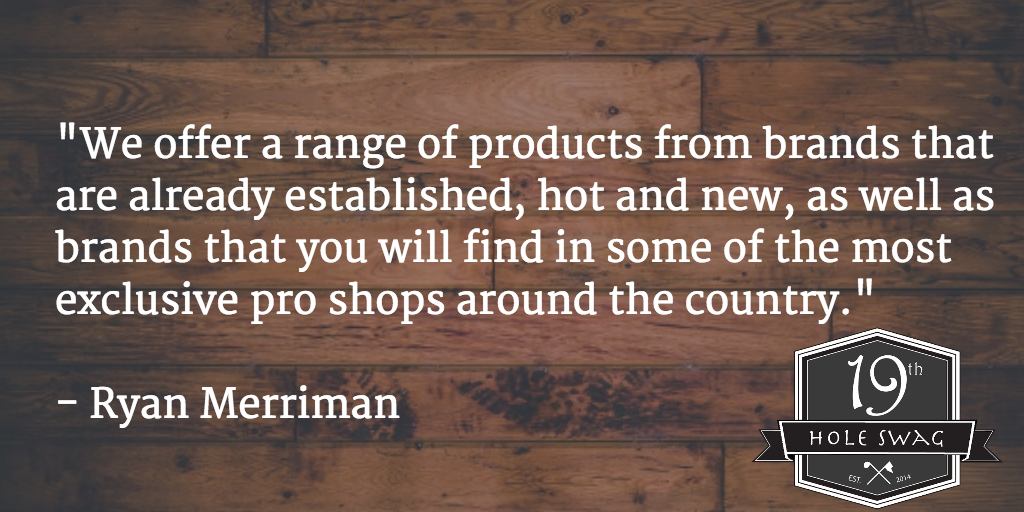 "We offer a range of products from brands that
are already established, hot and new, as well as
brands that you will find in some of the most
exclusive pro shops around the country."
- Ryan Merriman
19th
HOLE SWAG
EST. 2014